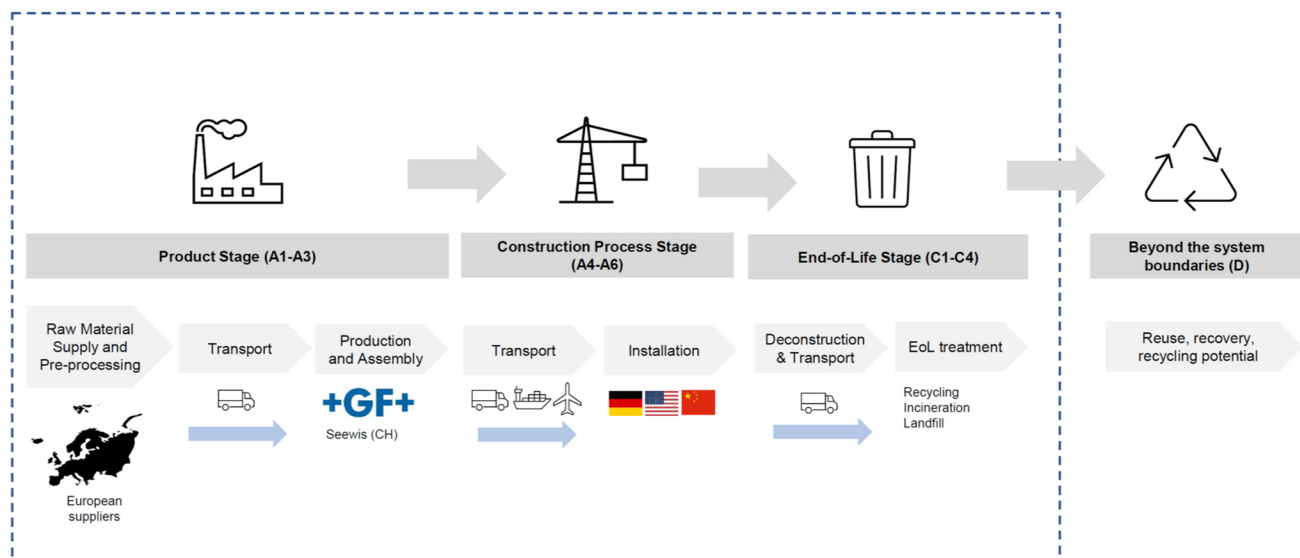 Product Stage (A1-A3)
Construction Process Stage
(A4-A6)
End-of-Life Stage (C1-C4)
Beyond the system
boundaries (D)
Raw Material
Supply and
Pre-processing
Transport
Production
and Assembly
Transport
Installation
Deconstruction
& Transport
EoL treatment
Reuse, recovery,
recycling potential
+GF+
Seewis (CH)
Recycling
Incineration
Landfill
European
suppliers